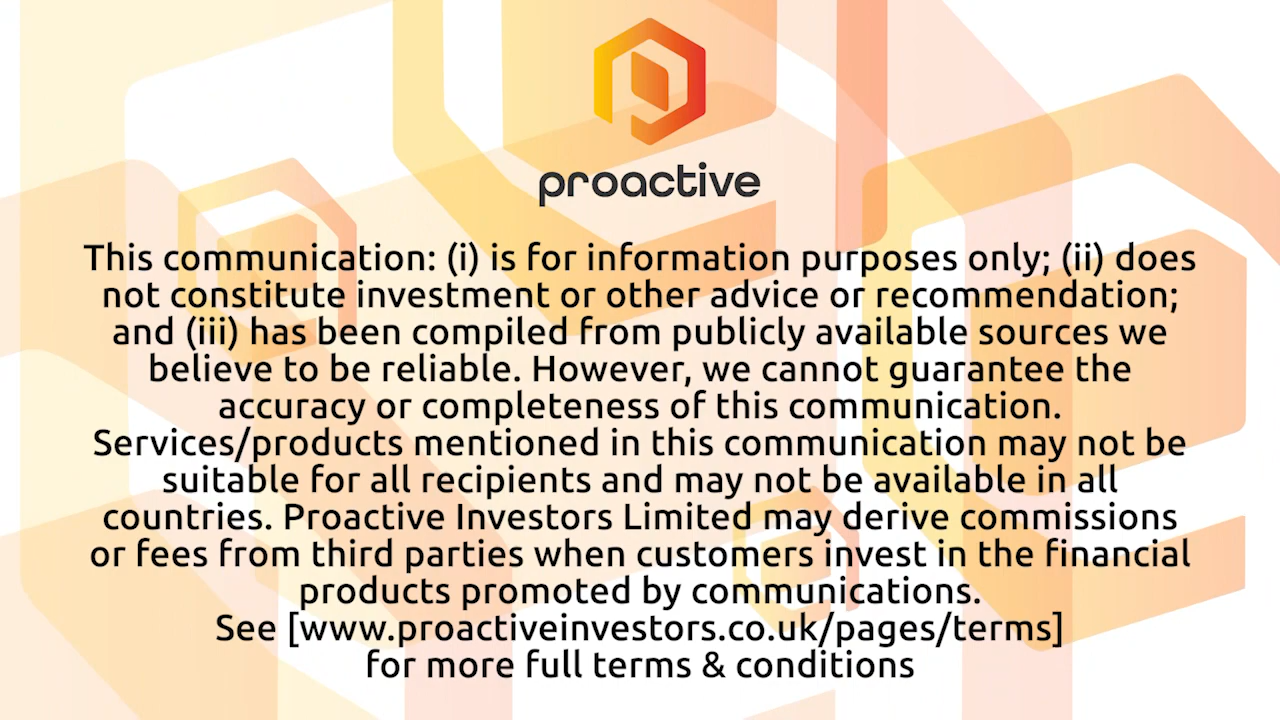 proactive
This communication: (i) is for information purposes only; (ii) does
not constitute investment or other advice or recommendation;
and (iii) has been compiled from publicly available sources we
believe to be reliable. However, we cannot guarantee the
accuracy or completeness of this communication.
Services/products mentioned in this communication may not be
suitable for all recipients and may not be available in all
countries. Proactive Investors Limited may derive commissions
or fees from third parties when customers invest in the financial
products promoted by communications.
See [www.proactiveinvestors.co.uk/pages/terms]
for more full terms & conditions